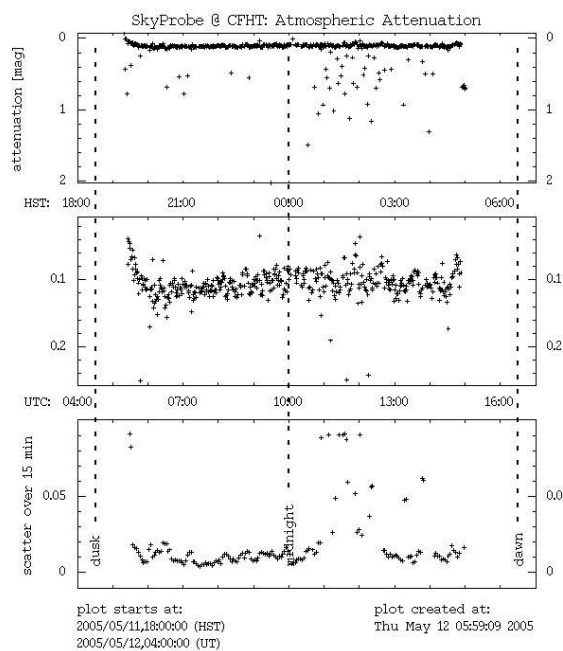 SkyProbe @ CFHT: Atmospheric Attenuation
attenuation [mag]
0 0
1 1
2 2
HST: 18:00 21:00 00:00 03:00 06:00
0.1 0.1
0.2 0.2
UTC: 04:00 07:00 10:00 13:00 16:00
scatter over 15 min
0.05 0.0
0 0
dusk
midnight
dawn
plot starts at:
2005/05/11,18:00:00 (HST)
2005/05/12,04:00:00 (UT)
plot created at:
Thu May 12 05:59:09 2005